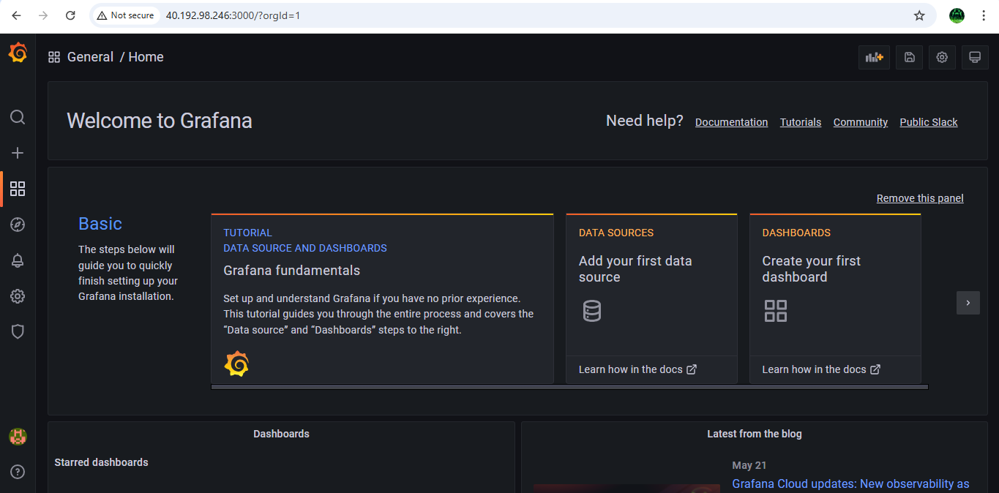 Not secure 40.192.98.246:3000/?orgId=1
General / Home
Welcome to Grafana
Need help? Documentation Tutorials Community Public Slack
Remove this panel
Basic
The steps below will
guide you to quickly
finish setting up your
Grafana installation.
TUTORIAL
DATA SOURCE AND DASHBOARDS
Grafana fundamentals
Set up and understand Grafana if you have no prior experience.
This tutorial guides you through the entire process and covers the
“Data source” and “Dashboards” steps to the right.
DATA SOURCES
Add your first data
source
Learn how in the docs
DASHBOARDS
Create your first
dashboard
Learn how in the docs
Dashboards
Starred dashboards
Latest from the blog
May 21
Grafana Cloud updates: New observability as